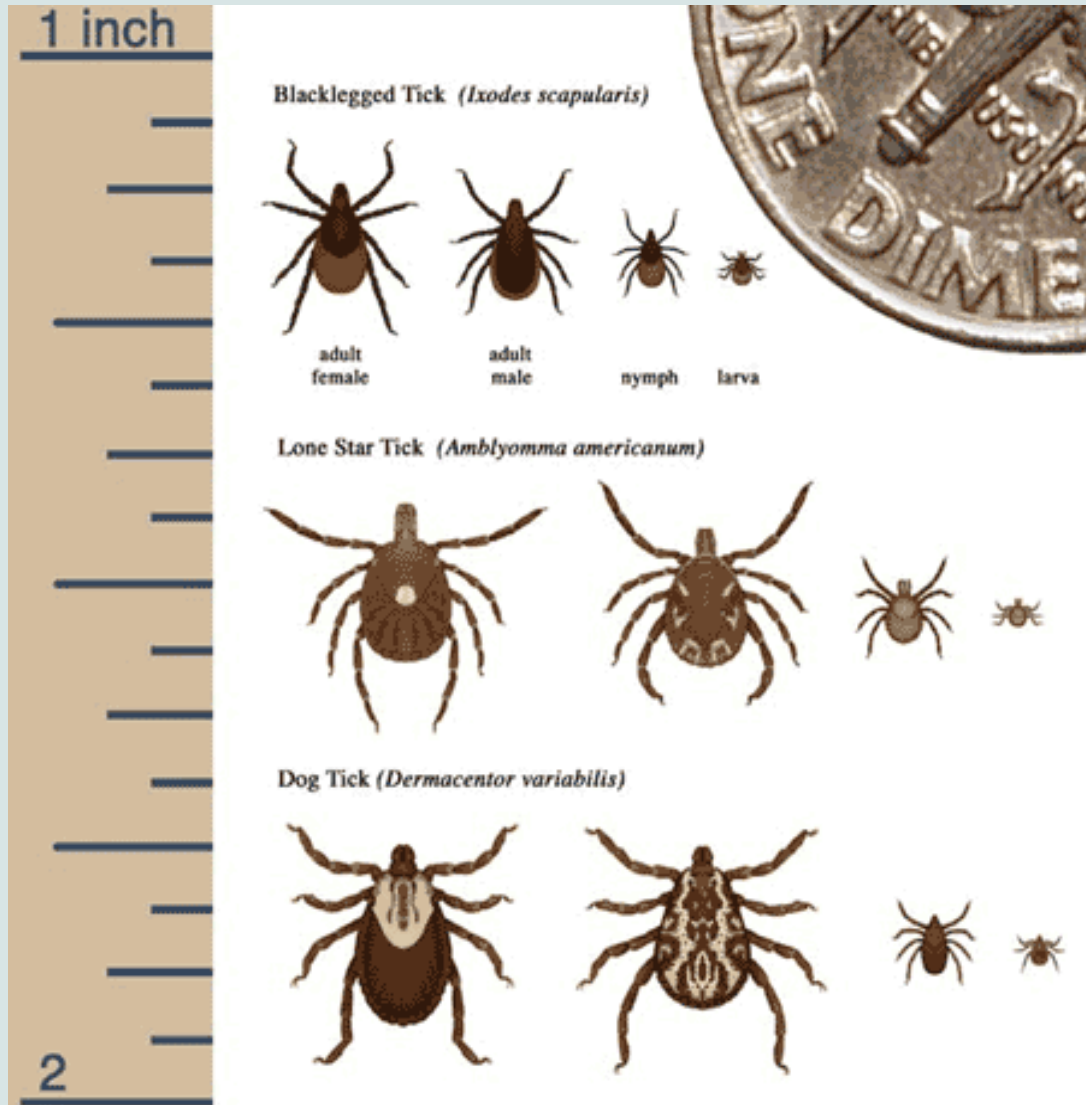 1 inch
Blacklegged Tick (Ixodes scapularis)
ONE DIME
adult
female
adult
male
nymph
larva
Lone Star Tick (Amblyomma americanum)
Dog Tick (Dermacentor variabilis)
2